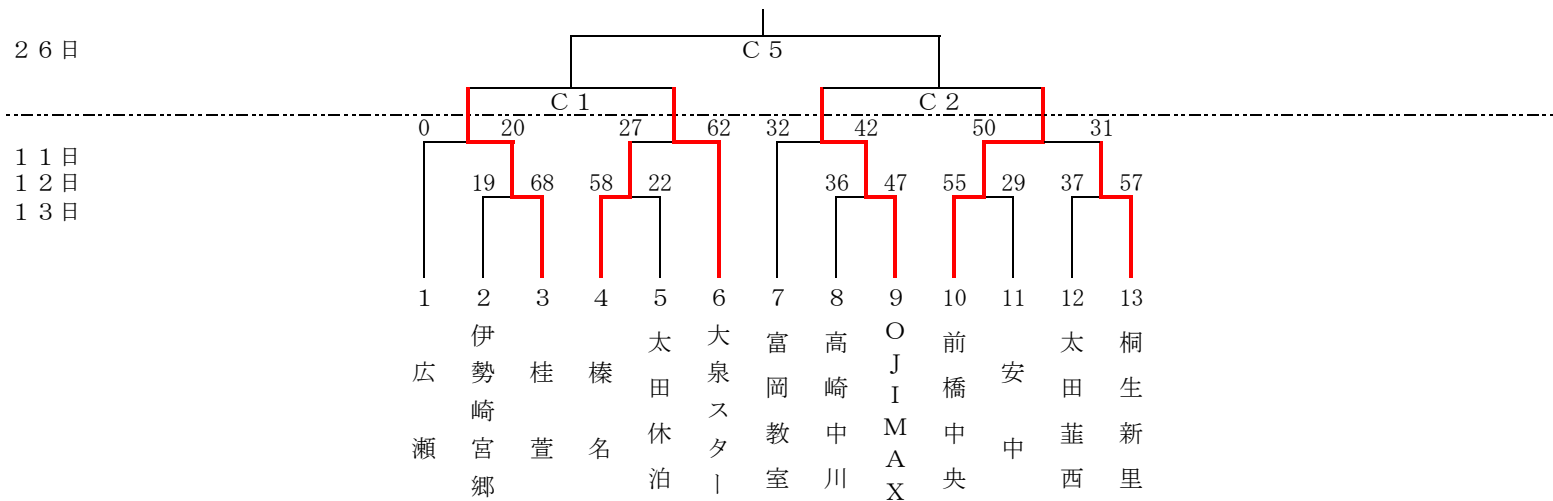 ２６日
Ｃ５
Ｃ１
Ｃ２
0 20 27 62 32 42 50 31
１１日
１２日
19 68 58 22 36 47 55 29 37 57
１３日
１ ２ ３ ４ ５ ６ ７ ８ ９ 10 11 12 13
広瀬
伊勢崎宮郷
桂萱
榛名
太田休泊
大泉スター
富岡教室
高崎中川
ＯＪＩＭＡＸ
前橋中央
安中
太田韮西
桐生新里